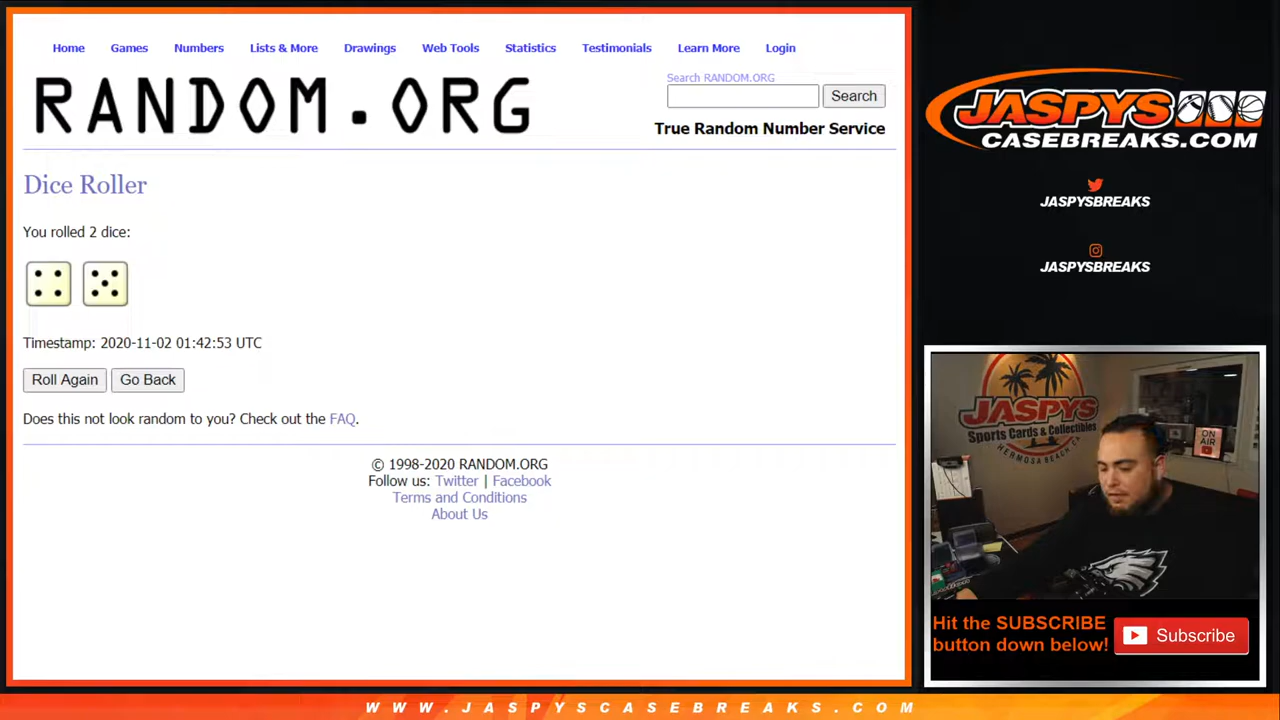 Home Games Numbers Lists & More Drawings Web Tools Statistics Testimonials Learn More Login
RANDOM.ORG
Search RANDOM.ORG
Search
True Random Number Service
Dice Roller
You rolled 2 dice:
Timestamp: 2020-11-02 01:42:53 UTC
Roll Again Go Back
Does this not look random to you? Check out the FAQ.
© 1998-2020 RANDOM.ORG
Follow us: Twitter | Facebook
Terms and Conditions
About Us
JASPYS
CASEBREAKS.COM
JASPYSBREAKS
JASPYSBREAKS
JASPYS
Sports Cards & Collectibles
HERMOSA BEACH CA
ON
AIR
Hit the SUBSCRIBE
button down below!
Subscribe
WWW.JASPYSCASEBREAKS.COM